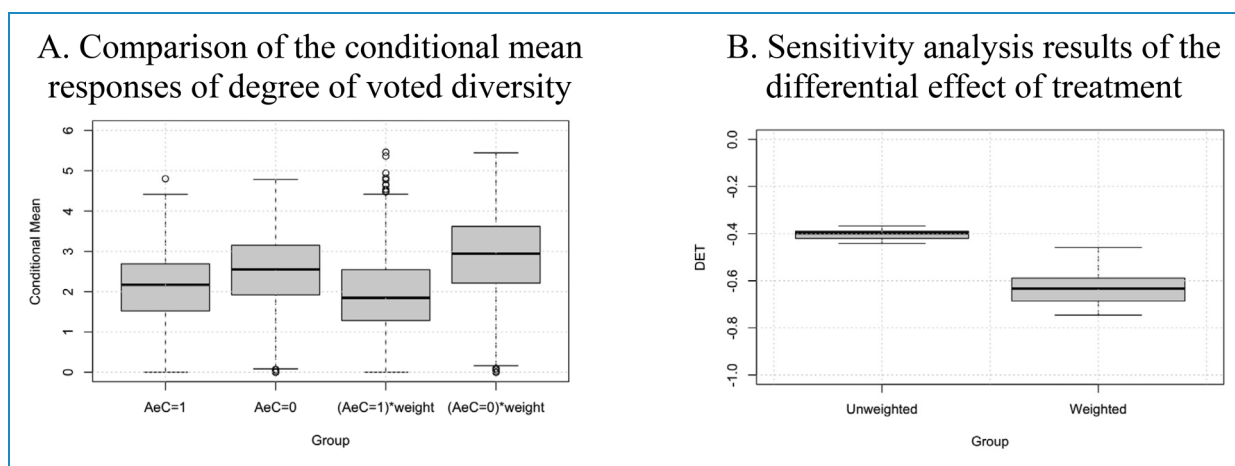 A. Comparison of the conditional mean
responses of degree of voted diversity
6
5
4
3
2
1
0
Conditional Mean
AeC=1 AeC=0 (AeC=1)*weight (AeC=0)*weight
Group
B. Sensitivity analysis results of the
differential effect of treatment
0.0
-0.2
-0.4
-0.6
-0.8
-1.0
DET
Unweighted Weighted
Group